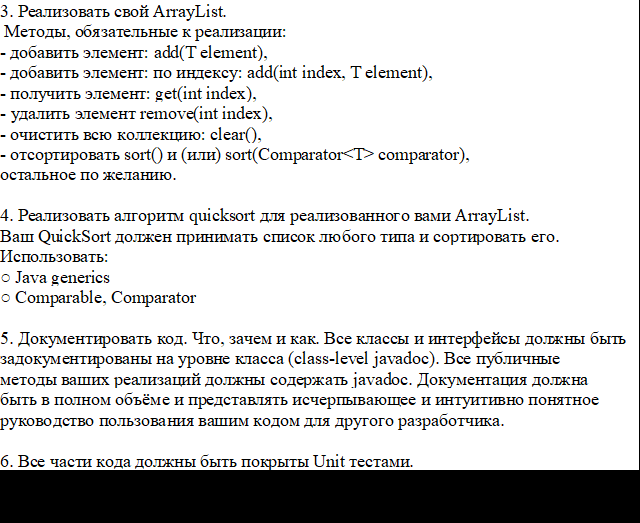 3. Реализовать свой ArrayList.
Методы, обязательные к реализации:
- добавить элемент: add(T element),
- добавить элемент: по индексу: add(int index, T element),
- получить элемент: get(int index),
- удалить элемент remove(int index),
- очистить всю коллекцию: clear(),
- отсортировать sort() и (или) sort(Comparator<T> comparator),
остальное по желанию.
4. Реализовать алгоритм quicksort для реализованного вами ArrayList.
Ваш QuickSort должен принимать список любого типа и сортировать его.
Использовать:
○ Java generics
○ Comparable, Comparator
5. Документировать код. Что, зачем и как. Все классы и интерфейсы должны быть
задокументированы на уровне класса (class-level javadoc). Все публичные
методы ваших реализаций должны содержать javadoc. Документация должна
быть в полном объёме и представлять исчерпывающее и интуитивно понятное
руководство пользования вашим кодом для другого разработчика.
6. Все части кода должны быть покрыты Unit тестами.